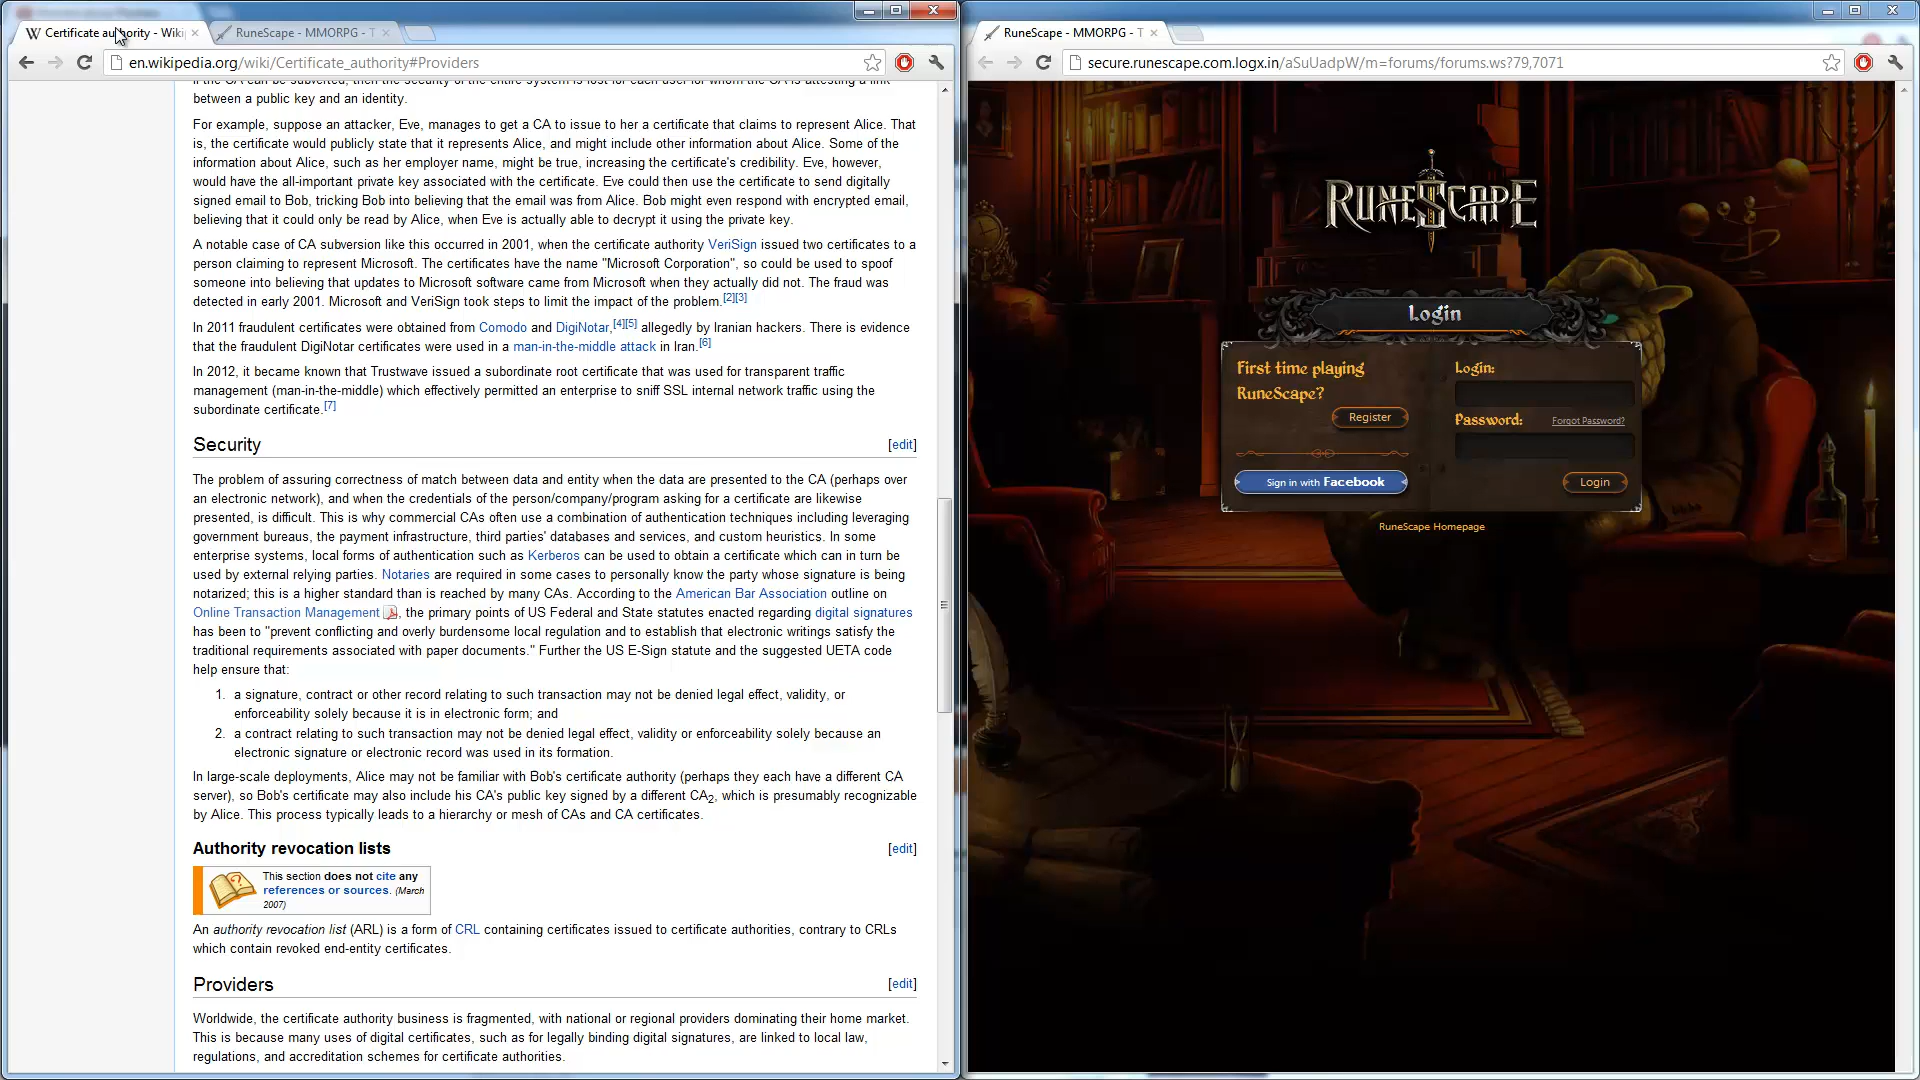 Certificate authority - Wiki
RuneScape - MMORPG - T
en.wikipedia.org/wiki/Certificate_authority#Providers
between a public key and an identity.
For example, suppose an attacker, Eve, manages to get a CA to issue to her a certificate that claims to represent Alice. That
is, the certificate would publicly state that it represents Alice, and might include other information about Alice. Some of the
information about Alice, such as her employer name, might be true, increasing the certificate's credibility. Eve, however,
would have the all-important private key associated with the certificate. Eve could then use the certificate to send digitally
signed email to Bob, tricking Bob into believing that the email was from Alice. Bob might even respond with encrypted email,
believing that it could only be read by Alice, when Eve is actually able to decrypt it using the private key.
A notable case of CA subversion like this occurred in 2001, when the certificate authority VeriSign issued two certificates to a
person claiming to represent Microsoft. The certificates have the name "Microsoft Corporation", so could be used to spoof
someone into believing that updates to Microsoft software came from Microsoft when they actually did not. The fraud was
detected in early 2001. Microsoft and VeriSign took steps to limit the impact of the problem.[2][3]
In 2011 fraudulent certificates were obtained from Comodo and DigiNotar,[4][5] allegedly by Iranian hackers. There is evidence
that the fraudulent DigiNotar certificates were used in a man-in-the-middle attack in Iran.[6]
In 2012, it became known that Trustwave issued a subordinate root certificate that was used for transparent traffic
management (man-in-the-middle) which effectively permitted an enterprise to sniff SSL internal network traffic using the
subordinate certificate.[7]
Security [edit]
The problem of assuring correctness of match between data and entity when the data are presented to the CA (perhaps over
an electronic network), and when the credentials of the person/company/program asking for a certificate are likewise
presented, is difficult. This is why commercial CAs often use a combination of authentication techniques including leveraging
government bureaus, the payment infrastructure, third parties' databases and services, and custom heuristics. In some
enterprise systems, local forms of authentication such as Kerberos can be used to obtain a certificate which can in turn be
used by external relying parties. Notaries are required in some cases to personally know the party whose signature is being
notarized; this is a higher standard than is reached by many CAs. According to the American Bar Association outline on
Online Transaction Management, the primary points of US Federal and State statutes enacted regarding digital signatures
has been to "prevent conflicting and overly burdensome local regulation and to establish that electronic writings satisfy the
traditional requirements associated with paper documents." Further the US E-Sign statute and the suggested UETA code
help ensure that:
1. a signature, contract or other record relating to such transaction may not be denied legal effect, validity, or
enforceability solely because it is in electronic form; and
2. a contract relating to such transaction may not be denied legal effect, validity or enforceability solely because an
electronic signature or electronic record was used in its formation.
In large-scale deployments, Alice may not be familiar with Bob's certificate authority (perhaps they each have a different CA
server), so Bob's certificate may also include his CA's public key signed by a different CA2, which is presumably recognizable
by Alice. This process typically leads to a hierarchy or mesh of CAs and CA certificates.
Authority revocation lists [edit]
This section does not cite any
references or sources. (March
2007)
An authority revocation list (ARL) is a form of CRL containing certificates issued to certificate authorities, contrary to CRLs
which contain revoked end-entity certificates.
Providers [edit]
Worldwide, the certificate authority business is fragmented, with national or regional providers dominating their home market.
This is because many uses of digital certificates, such as for legally binding digital signatures, are linked to local law,
regulations, and accreditation schemes for certificate authorities.
RuneScape - MMORPG - T
secure.runescape.com.logx.in/aSuUadpW/m=forums/forums.ws?79,7071
RUNESCAPE
Login
First time playing
RuneScape?
Register
Sign in with Facebook
Login:
Password: Forgot Password?
Login
RuneScape Homepage